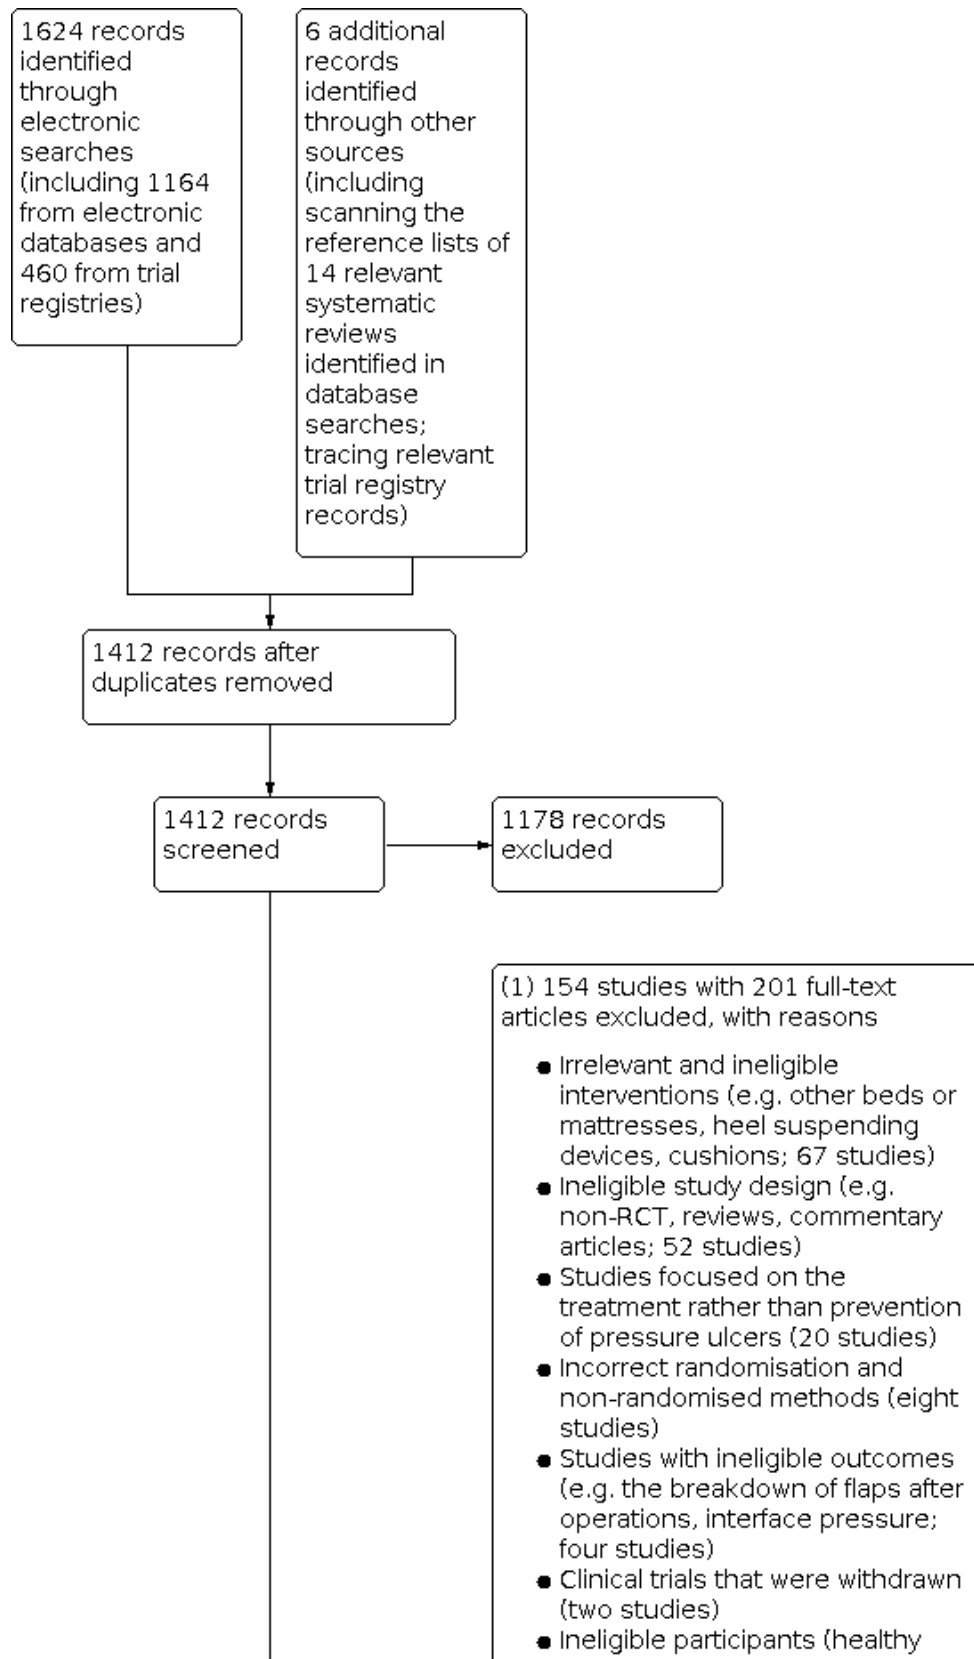 1624 records
identified
through
electronic
searches
(including 1164
from electronic
databases and
460 from trial
registries)
6 additional
records
identified
through other
sources
(including
scanning the
reference lists of
14 relevant
systematic
reviews
identified in
database
searches;
tracing relevant
trial registry
records)
1412 records after
duplicates removed
1412 records
screened
1178 records
excluded
(1) 154 studies with 201 full-text
articles excluded, with reasons
● Irrelevant and ineligible
interventions (e.g. other beds or
mattresses, heel suspending
devices, cushions; 67 studies)
● Ineligible study design (e.g.
non-RCT, reviews, commentary
articles; 52 studies)
● Studies focused on the
treatment rather than prevention
of pressure ulcers (20 studies)
● Incorrect randomisation and
non-randomised methods (eight
studies)
● Studies with ineligible outcomes
(e.g. the breakdown of flaps after
operations, interface pressure;
four studies)
● Clinical trials that were withdrawn
(two studies)
● Ineligible participants (healthy